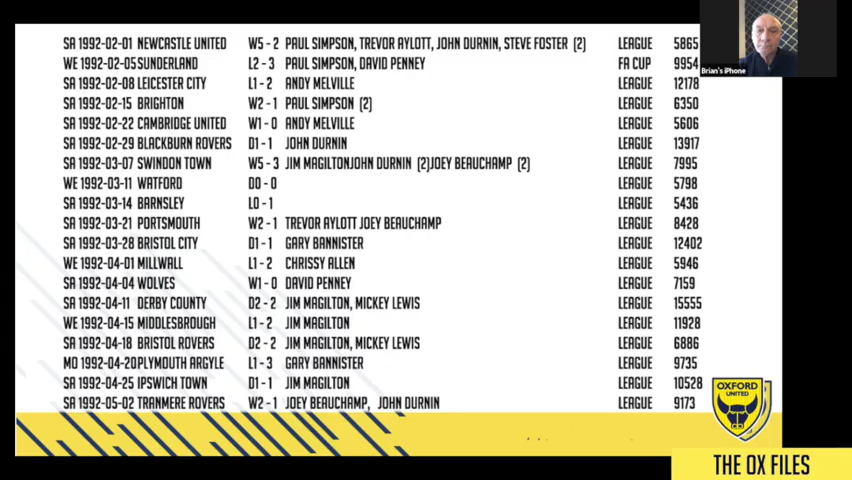 SA 1992-02-01 NEWCASTLE UNITED W5 - 2 PAUL SIMPSON, TREVOR AYLOTT, JOHN DURNIN, STEVE FOSTER (2) LEAGUE 5865
WE 1992-02-05 SUNDERLAND L2 - 3 PAUL SIMPSON, DAVID PENNEY FA CUP 9954
SA 1992-02-08 LEICESTER CITY L1 - 2 ANDY MELVILLE LEAGUE 12178
SA 1992-02-15 BRIGHTON W2 - 1 PAUL SIMPSON (2) LEAGUE 6350
SA 1992-02-22 CAMBRIDGE UNITED W1 - 0 ANDY MELVILLE LEAGUE 5606
SA 1992-02-29 BLACKBURN ROVERS D1 - 1 JOHN DURNIN LEAGUE 13917
SA 1992-03-07 SWINDON TOWN W5 - 3 JIM MAGILTONJOHN DURNIN (2)JOEY BEAUCHAMP (2) LEAGUE 7995
WE 1992-03-11 WATFORD D0 - 0 LEAGUE 5798
SA 1992-03-14 BARNSLEY L0 - 1 LEAGUE 5436
SA 1992-03-21 PORTSMOUTH W2 - 1 TREVOR AYLOTT JOEY BEAUCHAMP LEAGUE 8428
SA 1992-03-28 BRISTOL CITY D1 - 1 GARY BANNISTER LEAGUE 12402
WE 1992-04-01 MILLWALL L1 - 2 CHRISSY ALLEN LEAGUE 5946
SA 1992-04-04 WOLVES W1 - 0 DAVID PENNEY LEAGUE 7159
SA 1992-04-11 DERBY COUNTY D2 - 2 JIM MAGILTON, MICKEY LEWIS LEAGUE 15555
WE 1992-04-15 MIDDLESBROUGH L1 - 2 JIM MAGILTON LEAGUE 11928
SA 1992-04-18 BRISTOL ROVERS D2 - 2 JIM MAGILTON, MICKEY LEWIS LEAGUE 6886
MO 1992-04-20PLYMOUTH ARGYLE L1 - 3 GARY BANNISTER LEAGUE 9735
SA 1992-04-25 IPSWICH TOWN D1 - 1 JIM MAGILTON LEAGUE 10528
SA 1992-05-02 TRANMERE ROVERS W2 - 1 JOEY BEAUCHAMP, JOHN DURNIN LEAGUE 9173
Brian's iPhone
OXFORD
UNITED
THE OX FILES